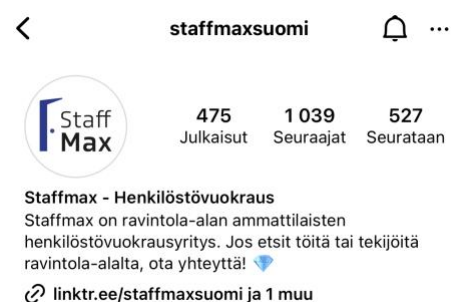 staffmaxsuomi
Staff
Max
475 1 039 527
Julkaisut Seuraajat Seurataan
Staffmax - Henkilöstövuokraus
Staffmax on ravintola-alan ammattilaisten
henkilöstövuokrausyritys. Jos etsit töitä tai tekijöitä
ravintola-alalta, ota yhteyttä! 💎
linktr.ee/staffmaxsuomi ja 1 muu